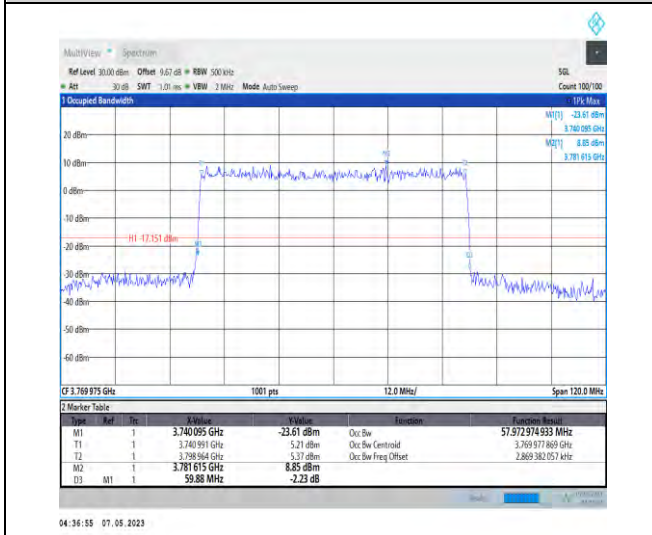 MultiView Spectrum
Ref Level 30.00 dBm Offset 9.67 dB RBW 500 kHz SGL
Att 30 dB SWT 1.01 ms VBW 2 MHz Mode Auto Sweep Count 100/100
1 Occupied Bandwidth 1Pk Max
M1[1] -23.61 dBm
3.740 095 GHz
M2[1] 8.85 dBm
3.781 615 GHz
20 dBm
10 dBm
0 dBm
-10 dBm
H1 -17.151 dBm
-20 dBm
-30 dBm
-40 dBm
-50 dBm
-60 dBm
CF 3.769 975 GHz 1001 pts 12.0 MHz/ Span 120.0 MHz
2 Marker Table
Type Ref Trc X-Value Y-Value Function Function Result
M1 1 3.740 095 GHz -23.61 dBm Occ Bw 57.972 974 933 MHz
T1 1 3.740 991 GHz 5.21 dBm Occ Bw Centroid 3.769 977 869 GHz
T2 1 3.798 964 GHz 5.37 dBm Occ Bw Freq Offset 2.869 382 057 kHz
M2 1 3.781 615 GHz 8.85 dBm
D3 M1 1 59.88 MHz -2.23 dB
04:36:55 07.05.2023